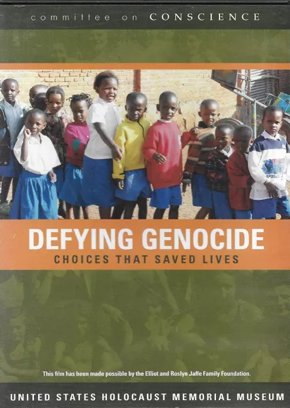 committee on CONSCIENCE
DEFYING GENOCIDE
CHOICES THAT SAVED LIVES
This film has been made possible by the Elliot and Roslyn Jaffe Family Foundation.
UNITED STATES HOLOCAUST MEMORIAL MUSEUM